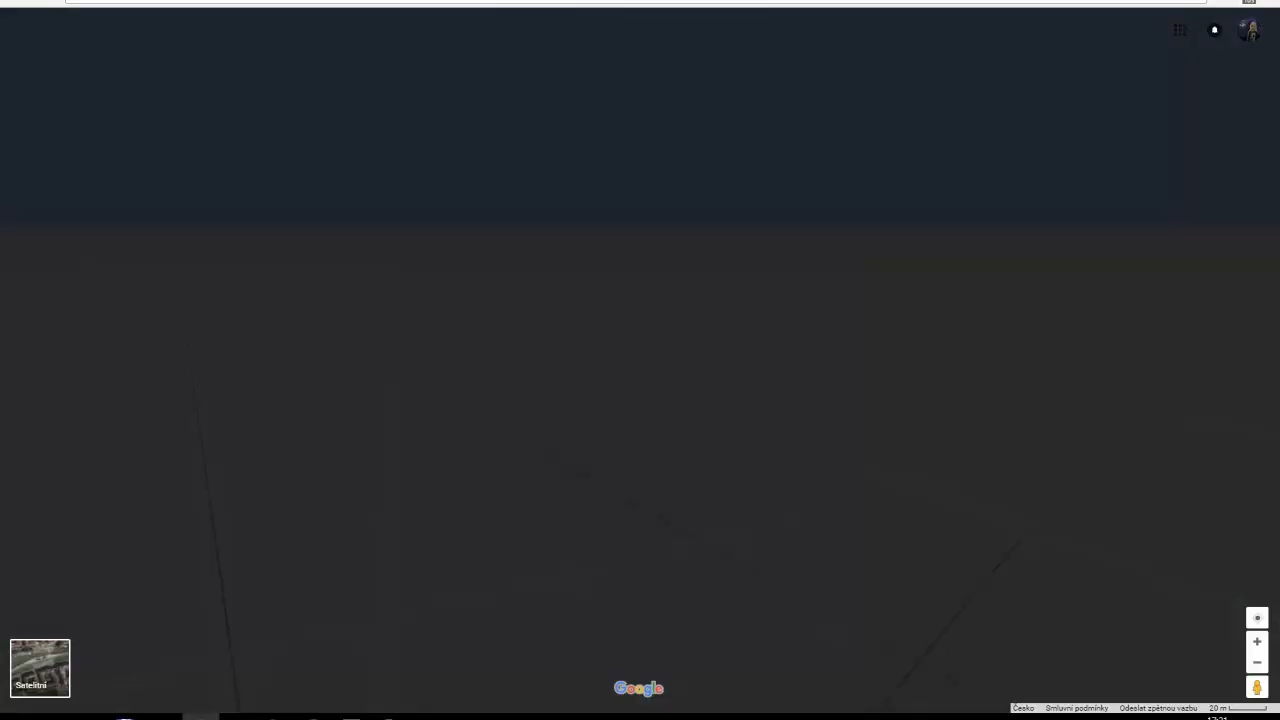 Satelitní
Google
Česko Smluvní podmínky Odeslat zpětnou vazbu 20 m